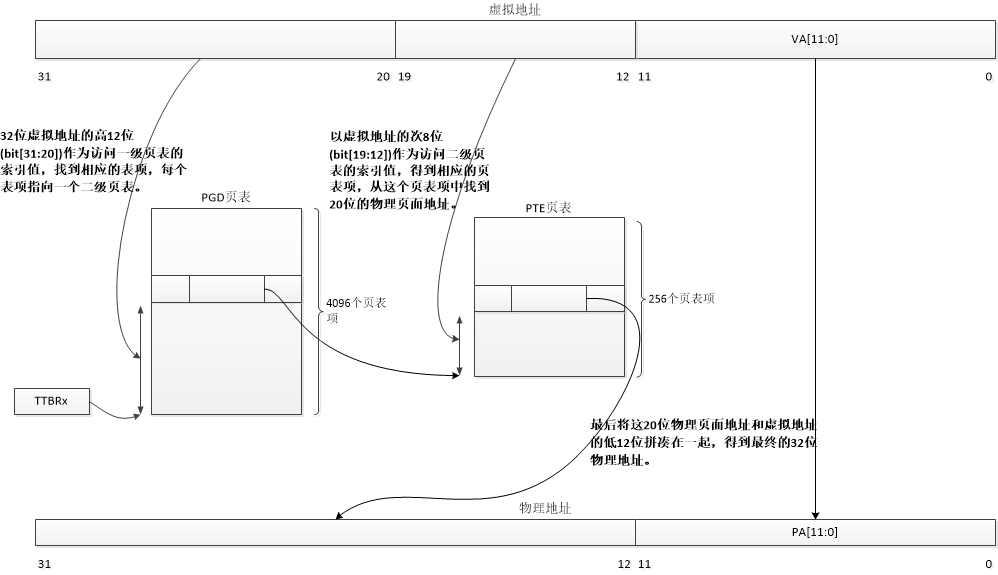 虚拟地址
VA[11:0]
31
20
19
12
11
0
32位虚拟地址的高12位
(bit[31:20])作为访问一级页表的
索引值，找到相应的表项，每个
表项指向一个二级页表。
以虚拟地址的次8位
(bit[19:12])作为访问二级页
表的索引值，得到相应的页
表项，从这个页表项中找到
20位的物理页面地址。
PGD页表
PTE页表
4096个页表
项
256个页表项
TTBRx
最后将这20位物理页面地址和虚拟地址
的低12位拼凑在一起，得到最终的32位
物理地址。
物理地址
PA[11:0]
31
12
11
0